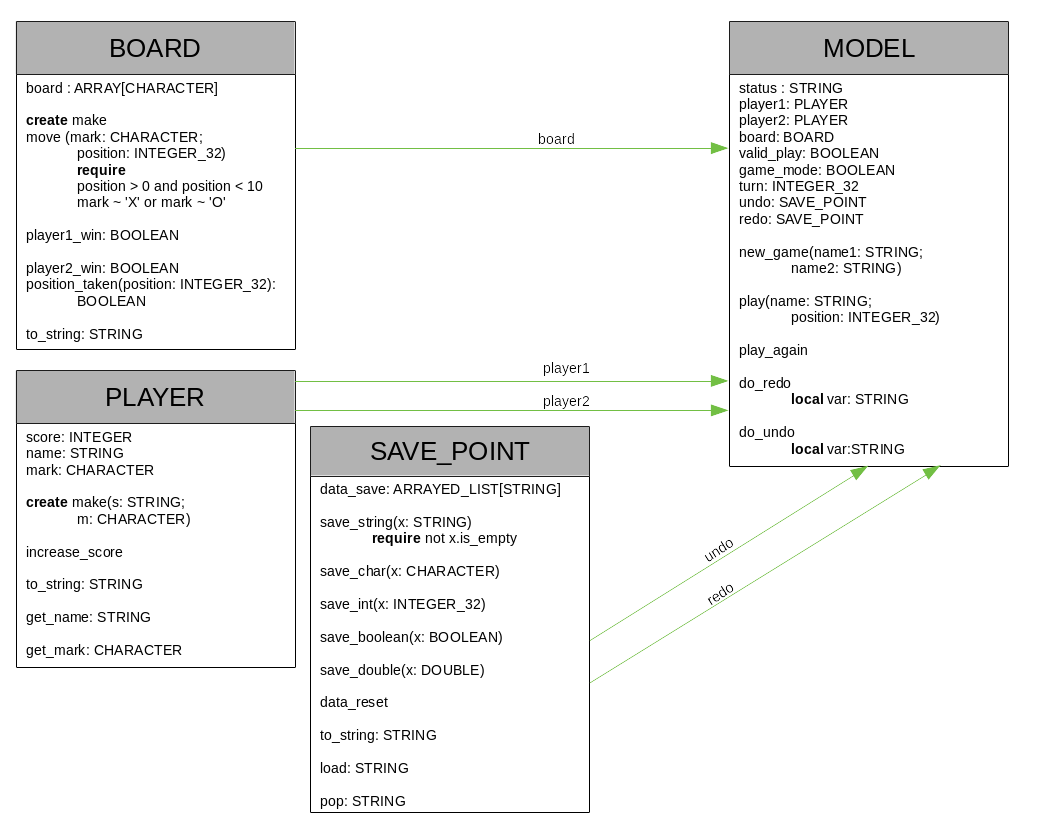 BOARD
board : ARRAY[CHARACTER]
create make
move (mark: CHARACTER;
position: INTEGER_32)
require
position > 0 and position < 10
mark ~ 'X' or mark ~ 'O'
player1_win: BOOLEAN
player2_win: BOOLEAN
position_taken(position: INTEGER_32):
BOOLEAN
to_string: STRING
board
MODEL
status : STRING
player1: PLAYER
player2: PLAYER
board: BOARD
valid_play: BOOLEAN
game_mode: BOOLEAN
turn: INTEGER_32
undo: SAVE_POINT
redo: SAVE_POINT
new_game(name1: STRING;
name2: STRING)
play(name: STRING;
position: INTEGER_32)
play_again
do_redo
local var: STRING
do_undo
local var:STRING
player1
player2
PLAYER
score: INTEGER
name: STRING
mark: CHARACTER
create make(s: STRING;
m: CHARACTER)
increase_score
to_string: STRING
get_name: STRING
get_mark: CHARACTER
SAVE_POINT
data_save: ARRAYED_LIST[STRING]
save_string(x: STRING)
require not x.is_empty
save_char(x: CHARACTER)
save_int(x: INTEGER_32)
save_boolean(x: BOOLEAN)
save_double(x: DOUBLE)
data_reset
to_string: STRING
load: STRING
pop: STRING
undo
redo